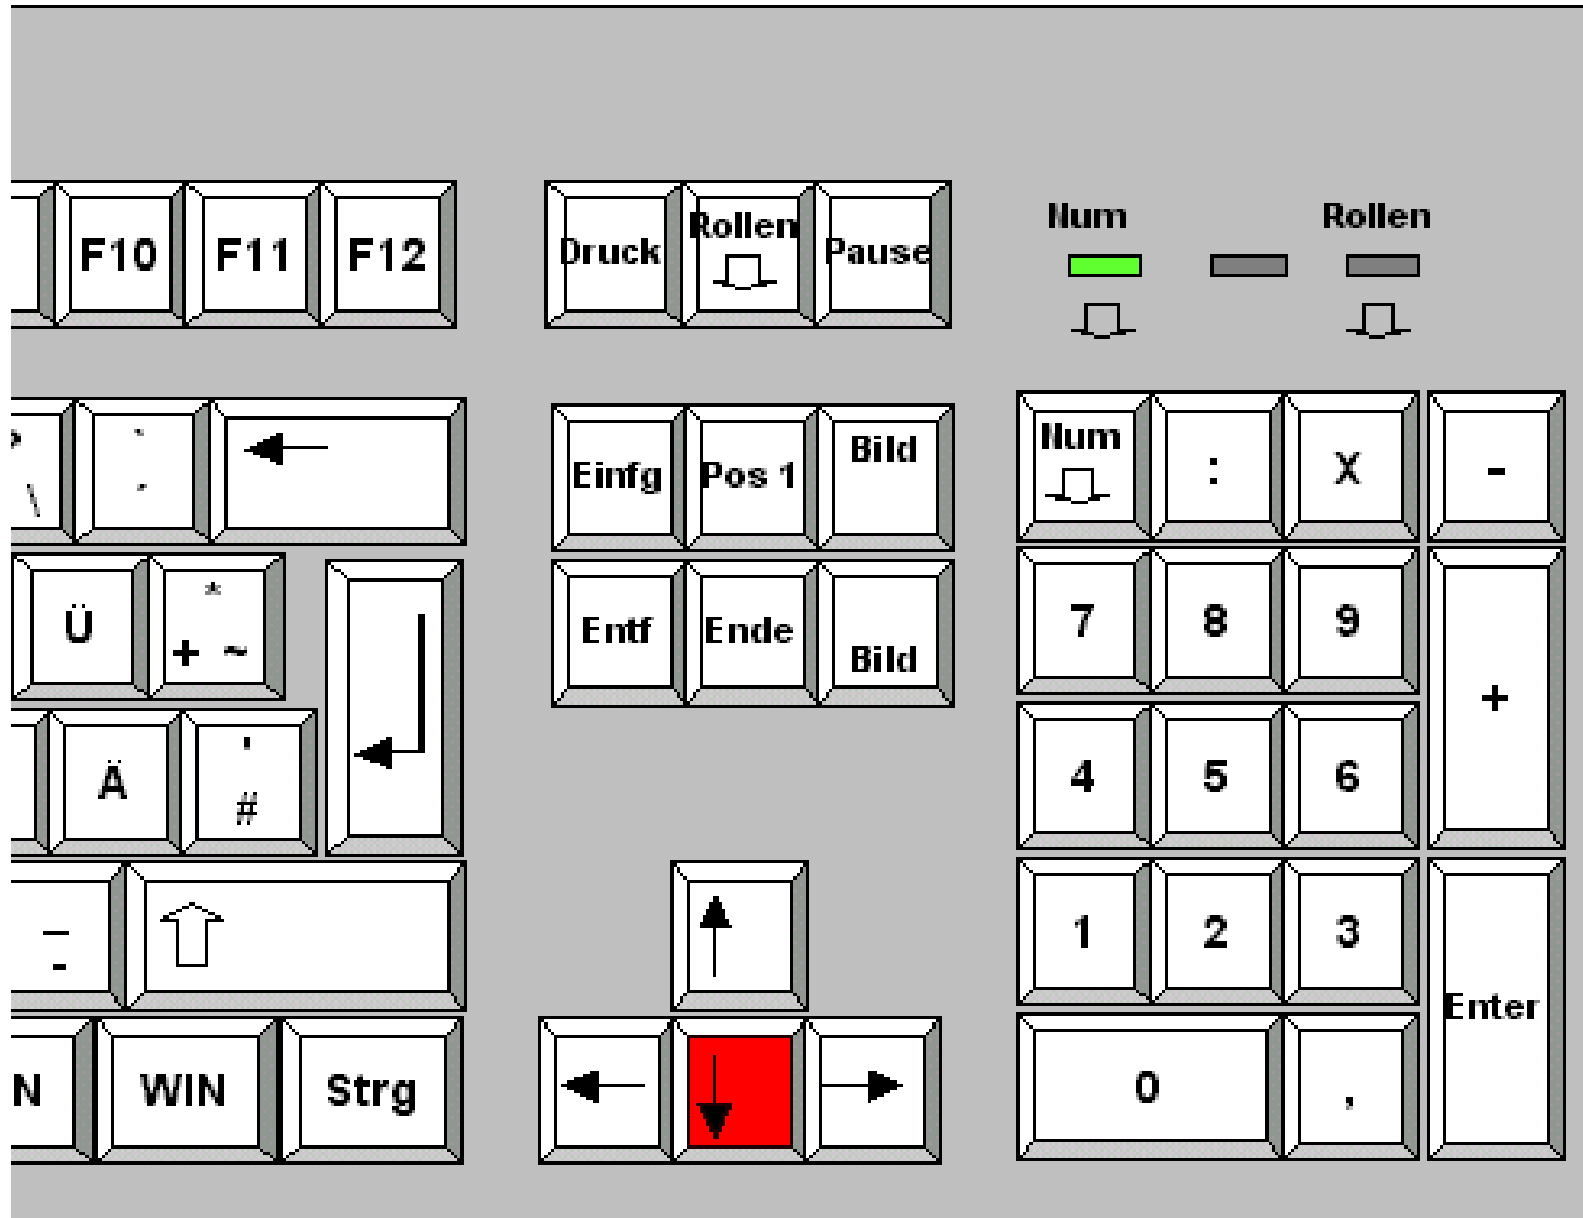 F10 F11 F12 Druck Rollen Pause
Num Rollen
\ ` ´
Einfg Pos 1 Bild
Num : X -
Ü * + ~
Entf Ende Bild
7 8 9 +
Ä ' #
4 5 6
_ -
1 2 3
Enter
N WIN Strg
0 ,